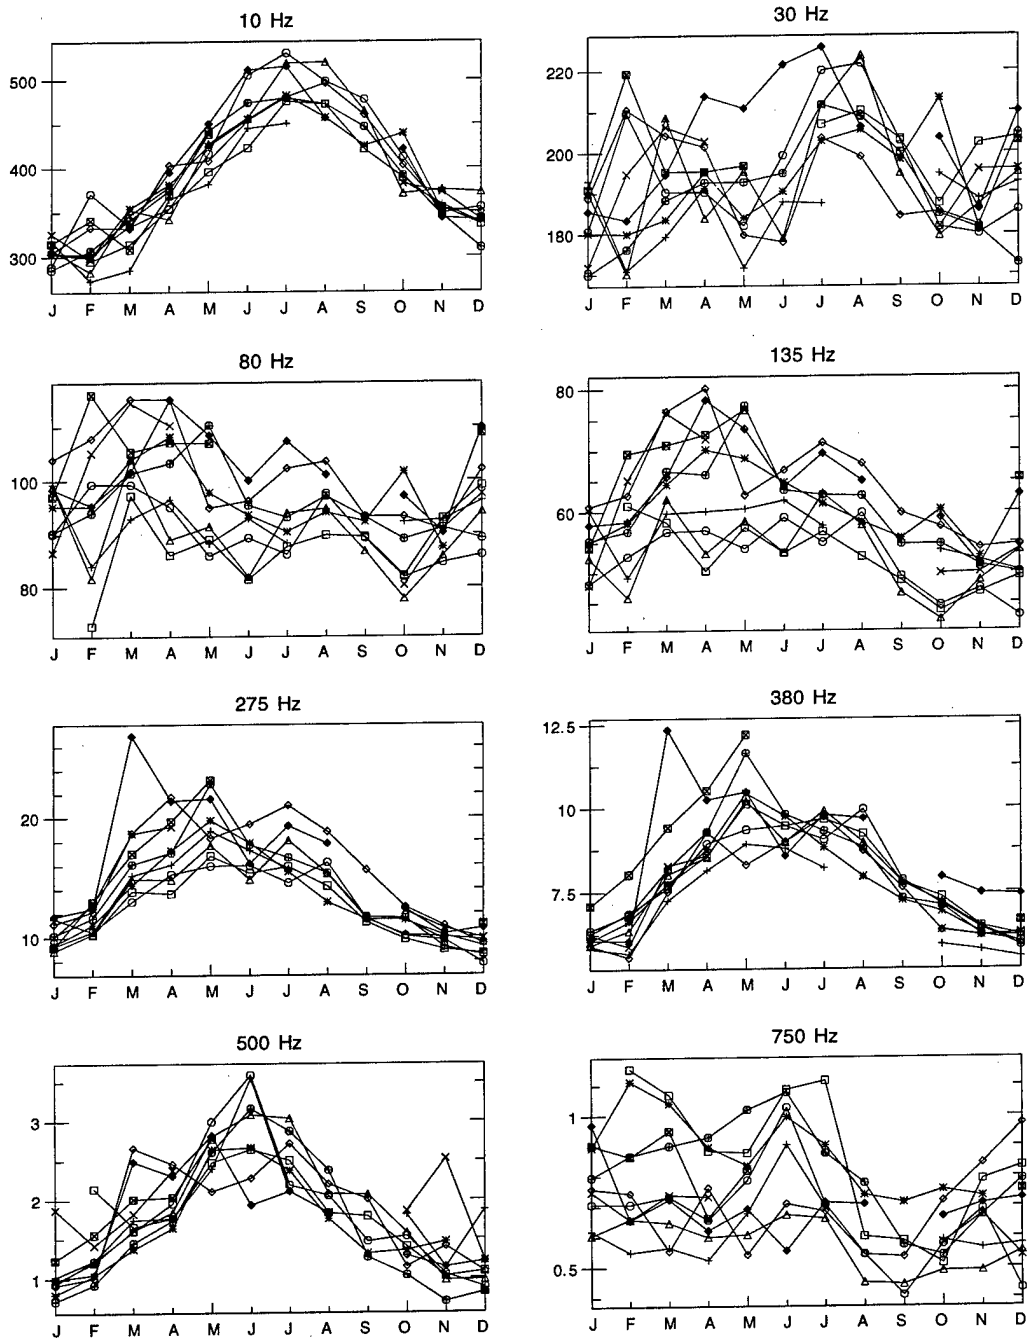 10 Hz
500
400
300
J F M A M J J A S O N D
30 Hz
220
200
180
J F M A M J J A S O N D
80 Hz
100
80
J F M A M J J A S O N D
135 Hz
80
60
J F M A M J J A S O N D
275 Hz
20
10
J F M A M J J A S O N D
380 Hz
12.5
10
7.5
J F M A M J J A S O N D
500 Hz
3
2
1
J F M A M J J A S O N D
750 Hz
1
0.5
J F M A M J J A S O N D